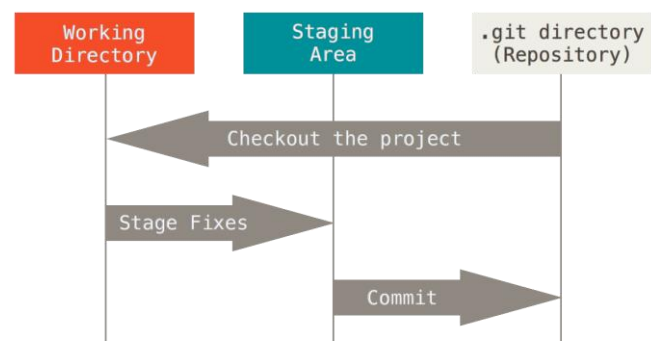 Working
Directory
Staging
Area
.git directory
(Repository)
Checkout the project
Stage Fixes
Commit